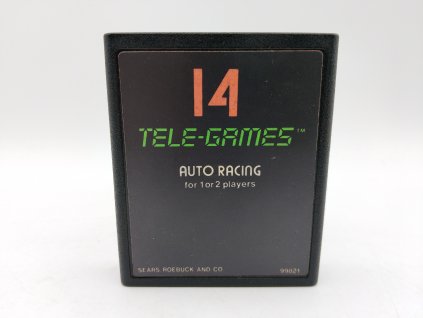 14
TELE-GAMES™
AUTO RACING
for 1 or 2 players
SEARS ROEBUCK AND CO. 99821